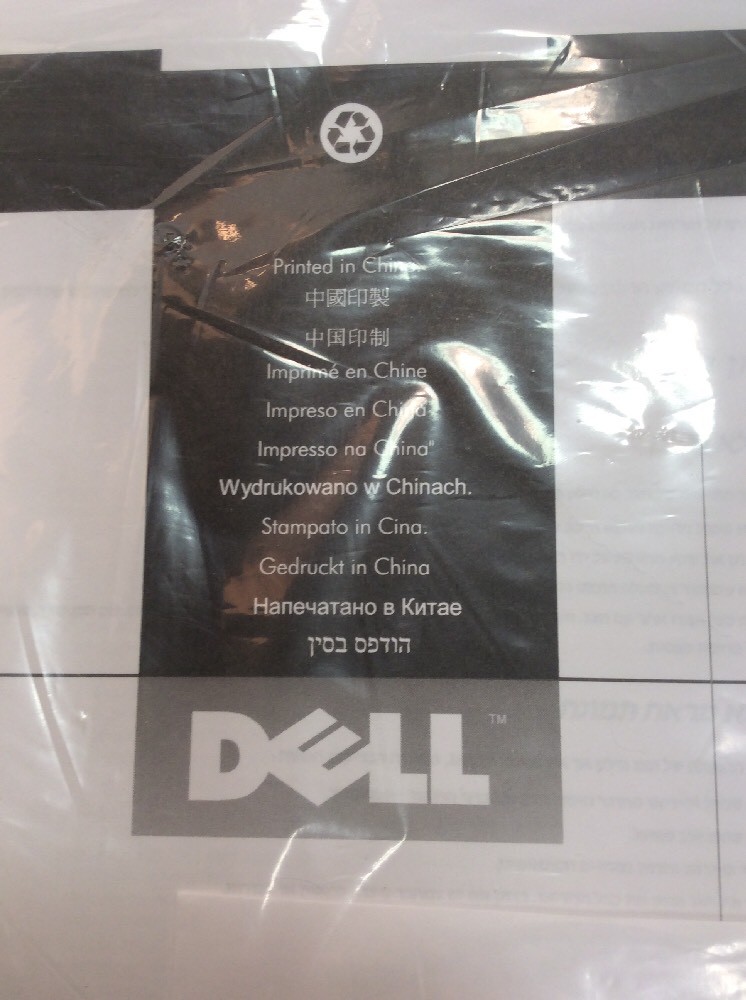 Printed in China.
中國印製
中国印制
Imprimé en Chine
Impreso en China
Impresso na China"
Wydrukowano w Chinach.
Stampato in Cina.
Gedruckt in China
Напечатано в Китае
הודפס בסין
DELL™